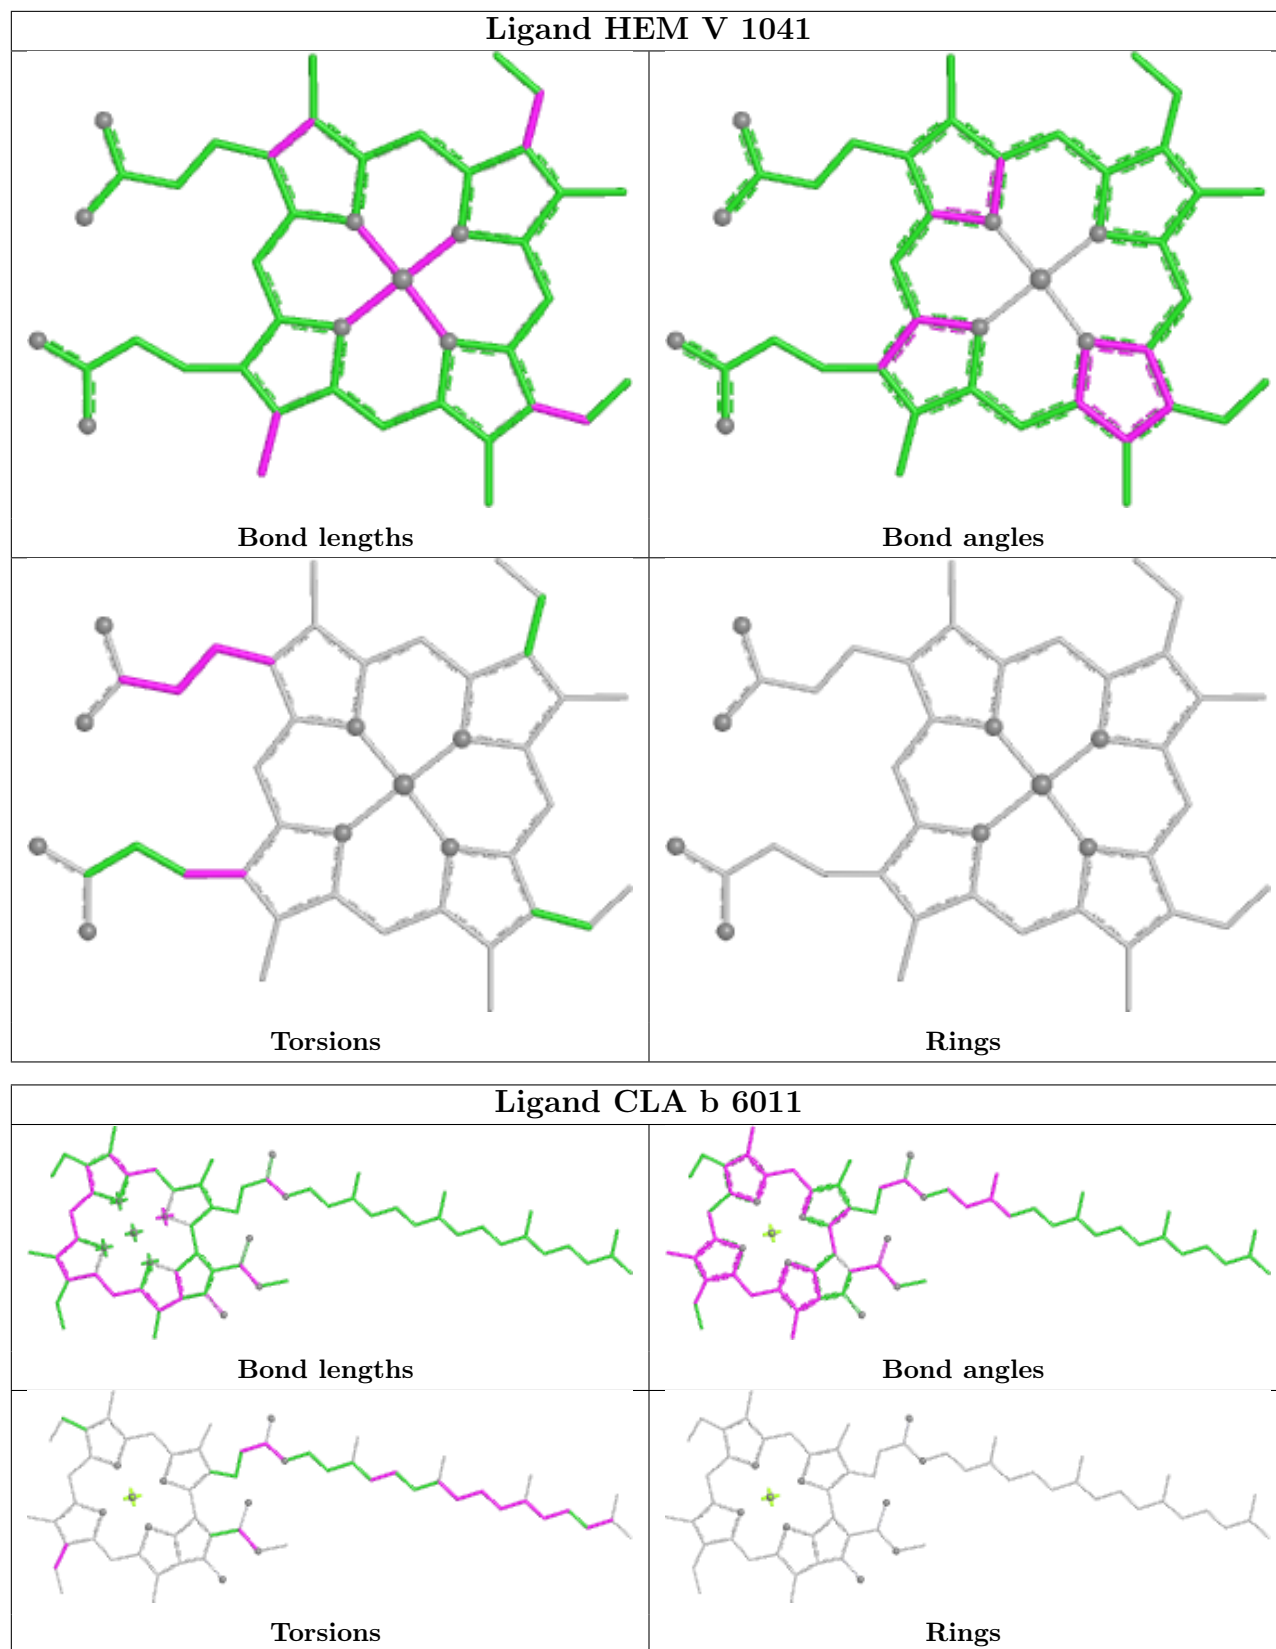 Ligand HEM V 1041
Bond lengths
Bond angles
Torsions
Rings
Ligand CLA b 6011
Bond lengths
Bond angles
Torsions
Rings